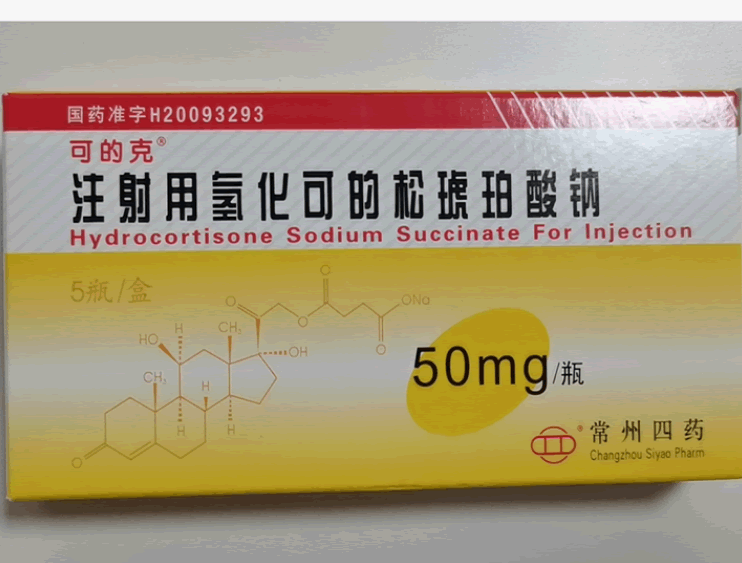 国药准字H20093293
可的克®
注射用氢化可的松琥珀酸钠
Hydrocortisone Sodium Succinate For Injection
5瓶/盒
O
O
O
ONa
O
HO
H
CH₃
OH
CH₃
H
H
H
O
50mg/瓶
®
常州四药
Changzhou Siyao Pharm